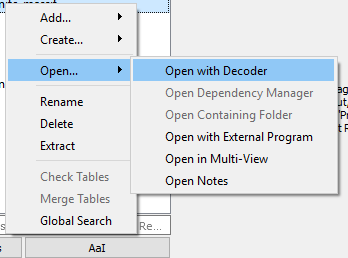 Add...
Create...
Open...
Rename
Delete
Extract
Check Tables
Merge Tables
Global Search
Open with Decoder
Open Dependency Manager
Open Containing Folder
Open with External Program
Open in Multi-View
Open Notes
Re...
AaI